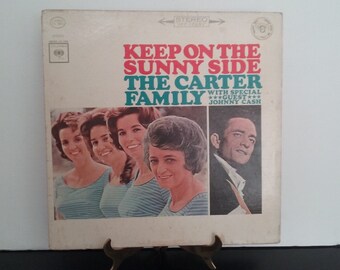 STEREO
KEEP ON THE
SUNNY SIDE
THE CARTER
FAMILY
WITH SPECIAL
GUEST
JOHNNY CASH